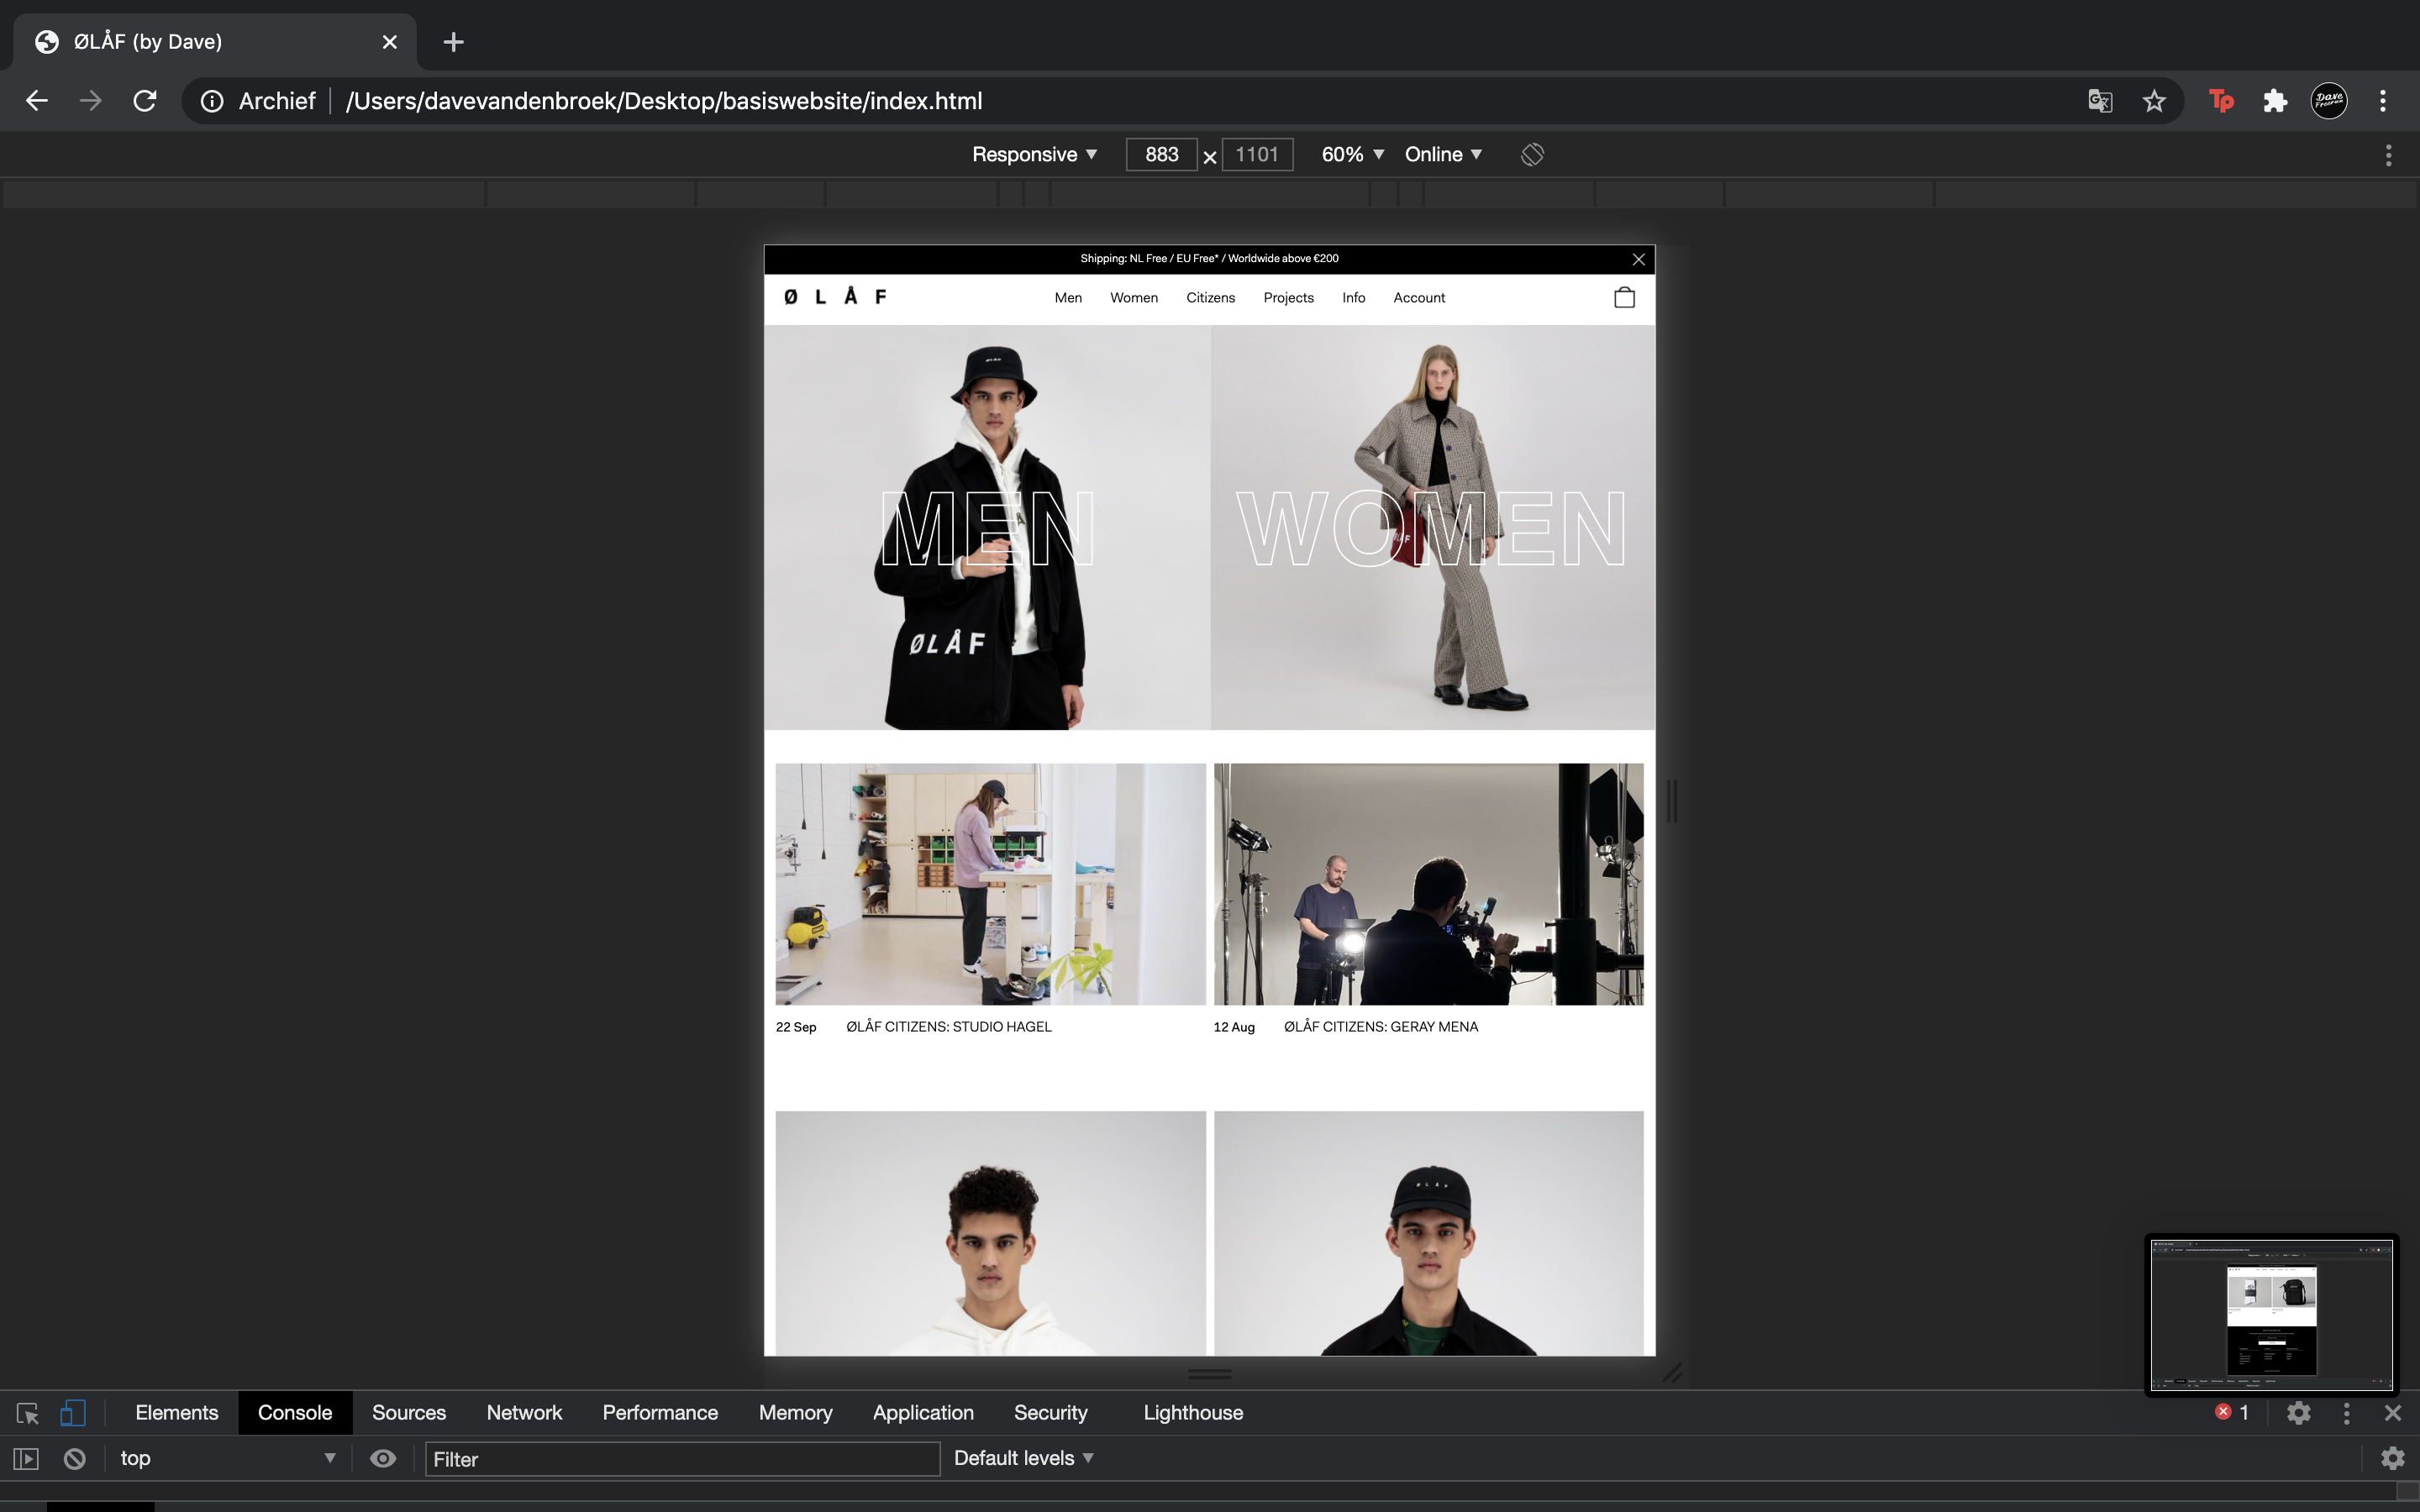 ØLÅF (by Dave)
Archief /Users/davevandenbroek/Desktop/basiswebsite/index.html
Tp
Dave
Responsive 883 × 1101 60% Online
Shipping: NL Free / EU Free* / Worldwide above €200
Ø L Å F Men Women Citizens Projects Info Account
MEN WOMEN
ØLÅF
22 Sep ØLÅF CITIZENS: STUDIO HAGEL
12 Aug ØLÅF CITIZENS: GERAY MENA
Ø L Å F
Elements Console Sources Network Performance Memory Application Security Lighthouse 1
top Filter Default levels